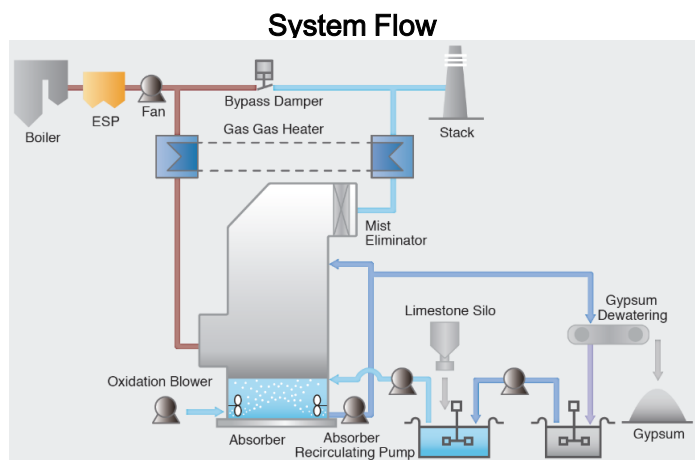 System Flow
Boiler
ESP
Fan
Bypass Damper
Stack
Gas Gas Heater
Mist
Eliminator
Limestone Silo
Gypsum
Dewatering
Oxidation Blower
Absorber
Absorber
Recirculating Pump
Gypsum